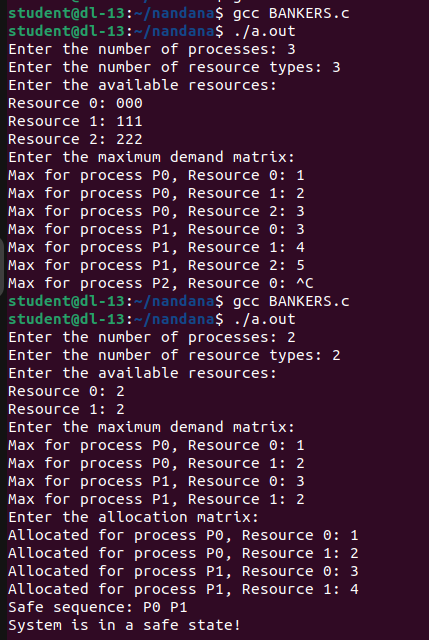 student@dl-13:~/nandana$ gcc BANKERS.c
student@dl-13:~/nandana$ ./a.out
Enter the number of processes: 3
Enter the number of resource types: 3
Enter the available resources:
Resource 0: 000
Resource 1: 111
Resource 2: 222
Enter the maximum demand matrix:
Max for process P0, Resource 0: 1
Max for process P0, Resource 1: 2
Max for process P0, Resource 2: 3
Max for process P1, Resource 0: 3
Max for process P1, Resource 1: 4
Max for process P1, Resource 2: 5
Max for process P2, Resource 0: ^C
student@dl-13:~/nandana$ gcc BANKERS.c
student@dl-13:~/nandana$ ./a.out
Enter the number of processes: 2
Enter the number of resource types: 2
Enter the available resources:
Resource 0: 2
Resource 1: 2
Enter the maximum demand matrix:
Max for process P0, Resource 0: 1
Max for process P0, Resource 1: 2
Max for process P1, Resource 0: 3
Max for process P1, Resource 1: 2
Enter the allocation matrix:
Allocated for process P0, Resource 0: 1
Allocated for process P0, Resource 1: 2
Allocated for process P1, Resource 0: 3
Allocated for process P1, Resource 1: 4
Safe sequence: P0 P1
System is in a safe state!